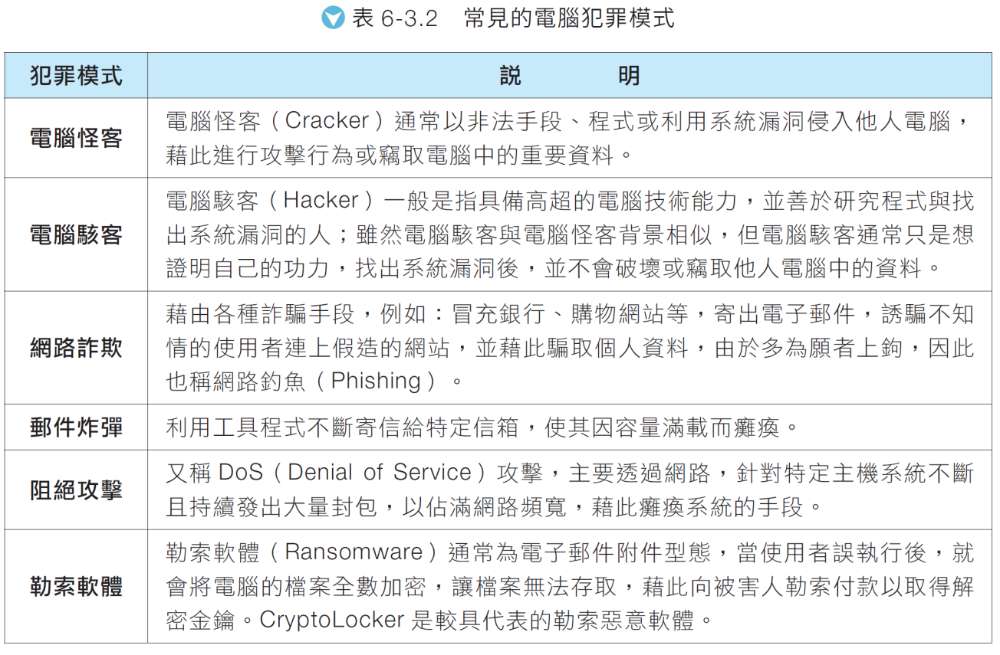 表 6-3.2 常見的電腦犯罪模式
犯罪模式 說 明
電腦怪客
電腦怪客（Cracker）通常以非法手段、程式或利用系統漏洞侵入他人電腦，
藉此進行攻擊行為或竊取電腦中的重要資料。
電腦駭客
電腦駭客（Hacker）一般是指具備高超的電腦技術能力，並善於研究程式與找
出系統漏洞的人；雖然電腦駭客與電腦怪客背景相似，但電腦駭客通常只是想
證明自己的功力，找出系統漏洞後，並不會破壞或竊取他人電腦中的資料。
網路詐欺
藉由各種詐騙手段，例如：冒充銀行、購物網站等，寄出電子郵件，誘騙不知
情的使用者連上假造的網站，並藉此騙取個人資料，由於多為願者上鉤，因此
也稱網路釣魚（Phishing）。
郵件炸彈
利用工具程式不斷寄信給特定信箱，使其因容量滿載而癱瘓。
阻絕攻擊
又稱 DoS（Denial of Service）攻擊，主要透過網路，針對特定主機系統不斷
且持續發出大量封包，以佔滿網路頻寬，藉此癱瘓系統的手段。
勒索軟體
勒索軟體（Ransomware）通常為電子郵件附件型態，當使用者誤執行後，就
會將電腦的檔案全數加密，讓檔案無法存取，藉此向被害人勒索付款以取得解
密金鑰。CryptoLocker 是較具代表的勒索惡意軟體。